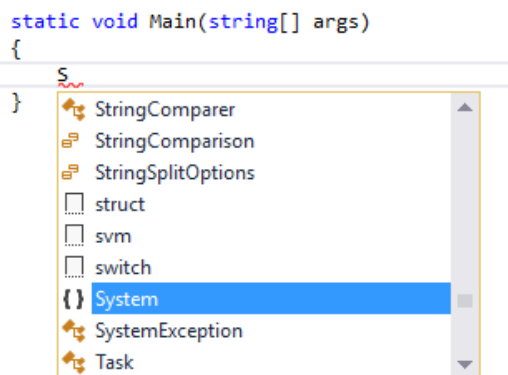 static void Main(string[] args)
{
S
}
StringComparer
StringComparison
StringSplitOptions
struct
svm
switch
{} System
SystemException
Task